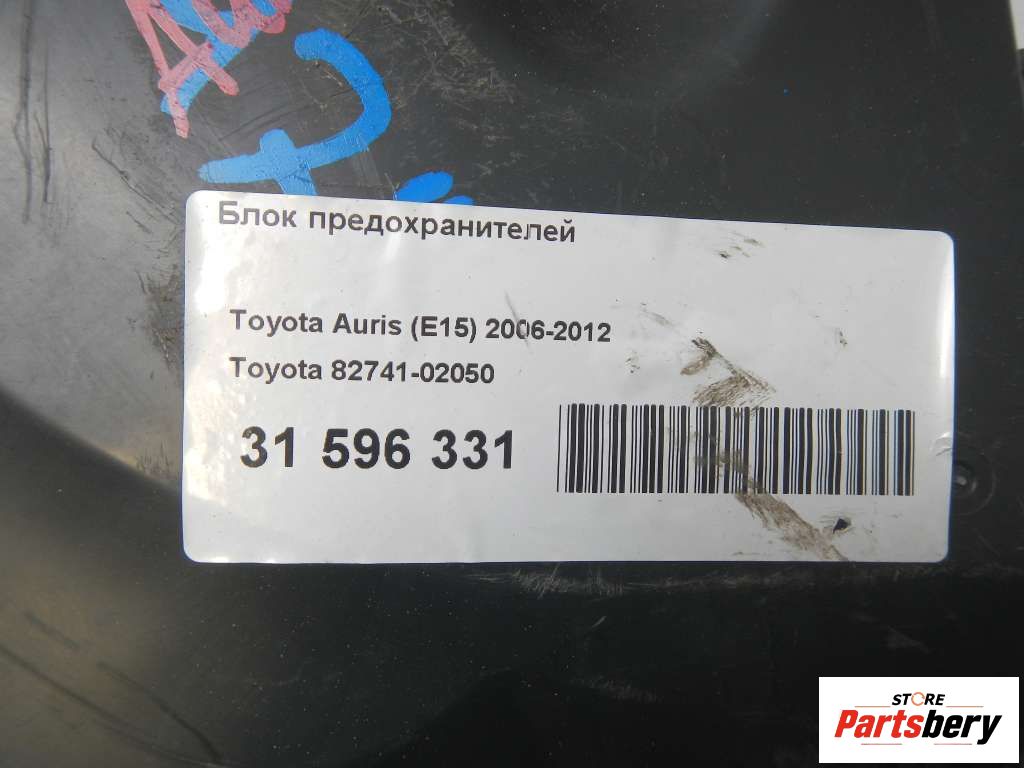 Блок предохранителей
Toyota Auris (E15) 2006-2012
Toyota 82741-02050
31 596 331
STORE
Partsbery